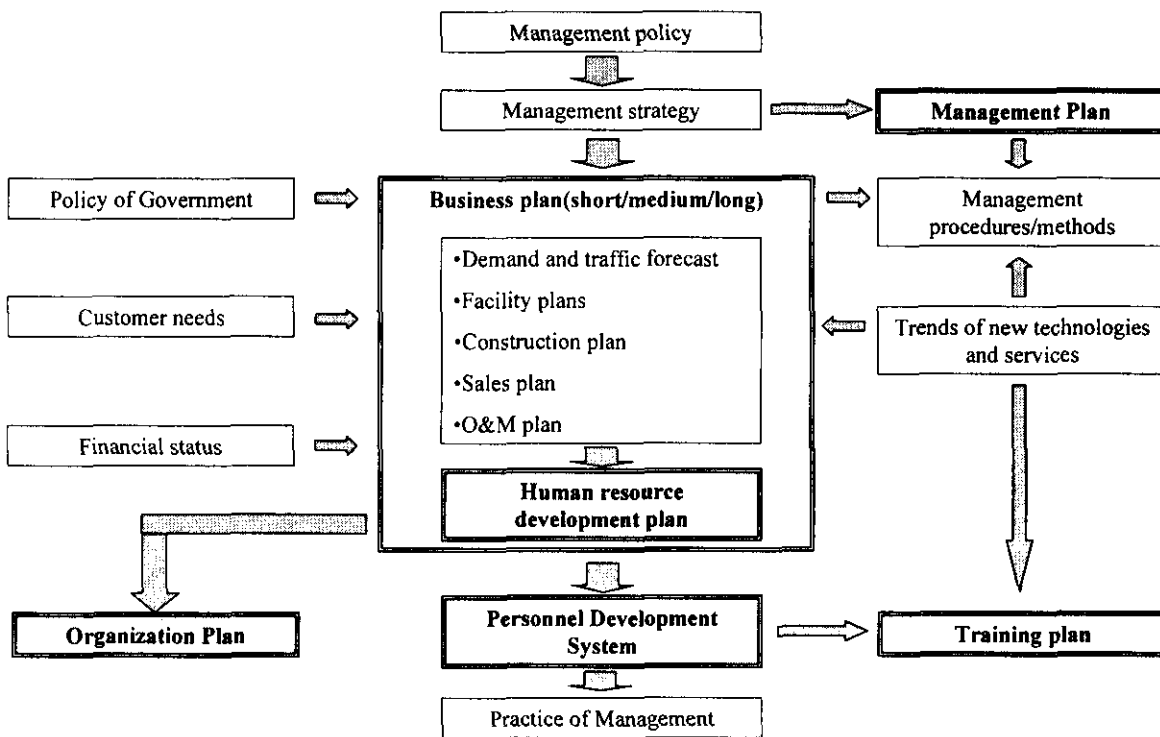 Management policy
Management strategy
Management Plan
Policy of Government
Business plan(short/medium/long)
Management
procedures/methods
•Demand and traffic forecast
•Facility plans
•Construction plan
•Sales plan
•O&M plan
Customer needs
Trends of new technologies
and services
Financial status
Human resource
development plan
Organization Plan
Personnel Development
System
Training plan
Practice of Management